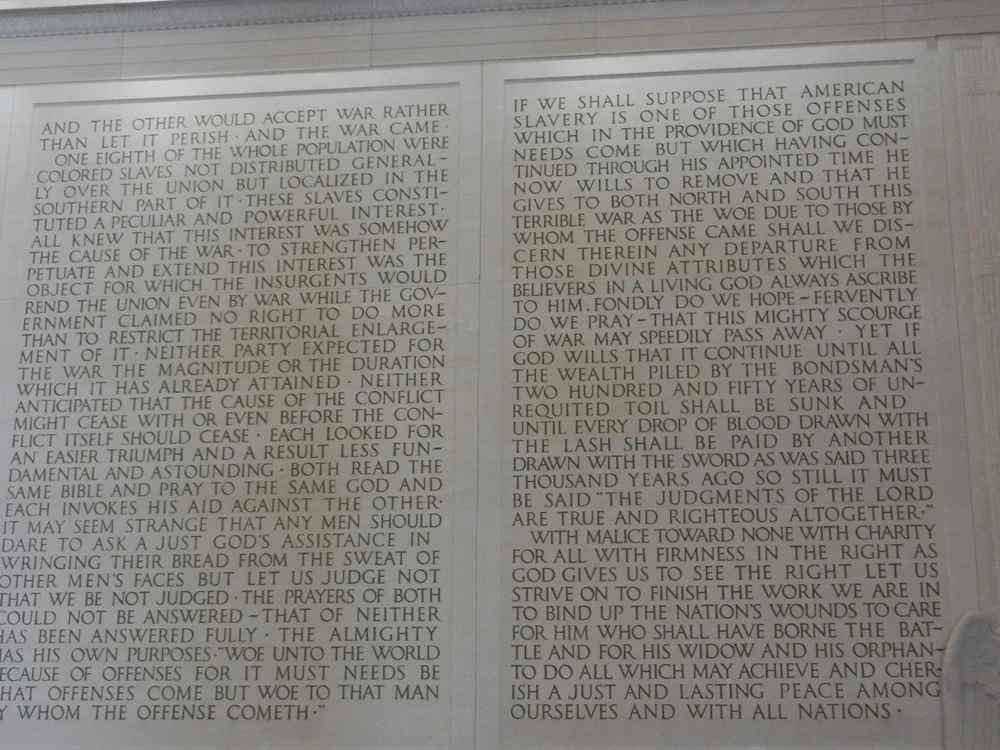 AND THE OTHER WOULD ACCEPT WAR RATHER
THAN LET IT PERISH · AND THE WAR CAME ·
ONE EIGHTH OF THE WHOLE POPULATION WERE
COLORED SLAVES NOT DISTRIBUTED GENERAL–
LY OVER THE UNION BUT LOCALIZED IN THE
SOUTHERN PART OF IT · THESE SLAVES CONSTI–
TUTED A PECULIAR AND POWERFUL INTEREST ·
ALL KNEW THAT THIS INTEREST WAS SOMEHOW
THE CAUSE OF THE WAR · TO STRENGTHEN PER–
PETUATE AND EXTEND THIS INTEREST WAS THE
OBJECT FOR WHICH THE INSURGENTS WOULD
REND THE UNION EVEN BY WAR WHILE THE GOV–
ERNMENT CLAIMED NO RIGHT TO DO MORE
THAN TO RESTRICT THE TERRITORIAL ENLARGE–
MENT OF IT · NEITHER PARTY EXPECTED FOR
THE WAR THE MAGNITUDE OR THE DURATION
WHICH IT HAS ALREADY ATTAINED · NEITHER
ANTICIPATED THAT THE CAUSE OF THE CONFLICT
MIGHT CEASE WITH OR EVEN BEFORE THE CON–
FLICT ITSELF SHOULD CEASE · EACH LOOKED FOR
AN EASIER TRIUMPH AND A RESULT LESS FUN–
DAMENTAL AND ASTOUNDING · BOTH READ THE
SAME BIBLE AND PRAY TO THE SAME GOD AND
EACH INVOKES HIS AID AGAINST THE OTHER ·
IT MAY SEEM STRANGE THAT ANY MEN SHOULD
DARE TO ASK A JUST GOD'S ASSISTANCE IN
WRINGING THEIR BREAD FROM THE SWEAT OF
OTHER MEN'S FACES BUT LET US JUDGE NOT
THAT WE BE NOT JUDGED · THE PRAYERS OF BOTH
COULD NOT BE ANSWERED – THAT OF NEITHER
HAS BEEN ANSWERED FULLY · THE ALMIGHTY
HAS HIS OWN PURPOSES · "WOE UNTO THE WORLD
ECAUSE OF OFFENSES FOR IT MUST NEEDS BE
HAT OFFENSES COME BUT WOE TO THAT MAN
Y WHOM THE OFFENSE COMETH · "
IF WE SHALL SUPPOSE THAT AMERICAN
SLAVERY IS ONE OF THOSE OFFENSES
WHICH IN THE PROVIDENCE OF GOD MUST
NEEDS COME BUT WHICH HAVING CON–
TINUED THROUGH HIS APPOINTED TIME HE
NOW WILLS TO REMOVE AND THAT HE
GIVES TO BOTH NORTH AND SOUTH THIS
TERRIBLE WAR AS THE WOE DUE TO THOSE BY
WHOM THE OFFENSE CAME SHALL WE DIS–
CERN THEREIN ANY DEPARTURE FROM
THOSE DIVINE ATTRIBUTES WHICH THE
BELIEVERS IN A LIVING GOD ALWAYS ASCRIBE
TO HIM . FONDLY DO WE HOPE – FERVENTLY
DO WE PRAY – THAT THIS MIGHTY SCOURGE
OF WAR MAY SPEEDILY PASS AWAY · YET IF
GOD WILLS THAT IT CONTINUE UNTIL ALL
THE WEALTH PILED BY THE BONDSMAN'S
TWO HUNDRED AND FIFTY YEARS OF UN–
REQUITED TOIL SHALL BE SUNK AND
UNTIL EVERY DROP OF BLOOD DRAWN WITH
THE LASH SHALL BE PAID BY ANOTHER
DRAWN WITH THE SWORD AS WAS SAID THREE
THOUSAND YEARS AGO SO STILL IT MUST
BE SAID "THE JUDGMENTS OF THE LORD
ARE TRUE AND RIGHTEOUS ALTOGETHER · "
WITH MALICE TOWARD NONE WITH CHARITY
FOR ALL WITH FIRMNESS IN THE RIGHT AS
GOD GIVES US TO SEE THE RIGHT LET US
STRIVE ON TO FINISH THE WORK WE ARE IN
TO BIND UP THE NATION'S WOUNDS TO CARE
FOR HIM WHO SHALL HAVE BORNE THE BAT–
TLE AND FOR HIS WIDOW AND HIS ORPHAN–
TO DO ALL WHICH MAY ACHIEVE AND CHER–
ISH A JUST AND LASTING PEACE AMONG
OURSELVES AND WITH ALL NATIONS ·